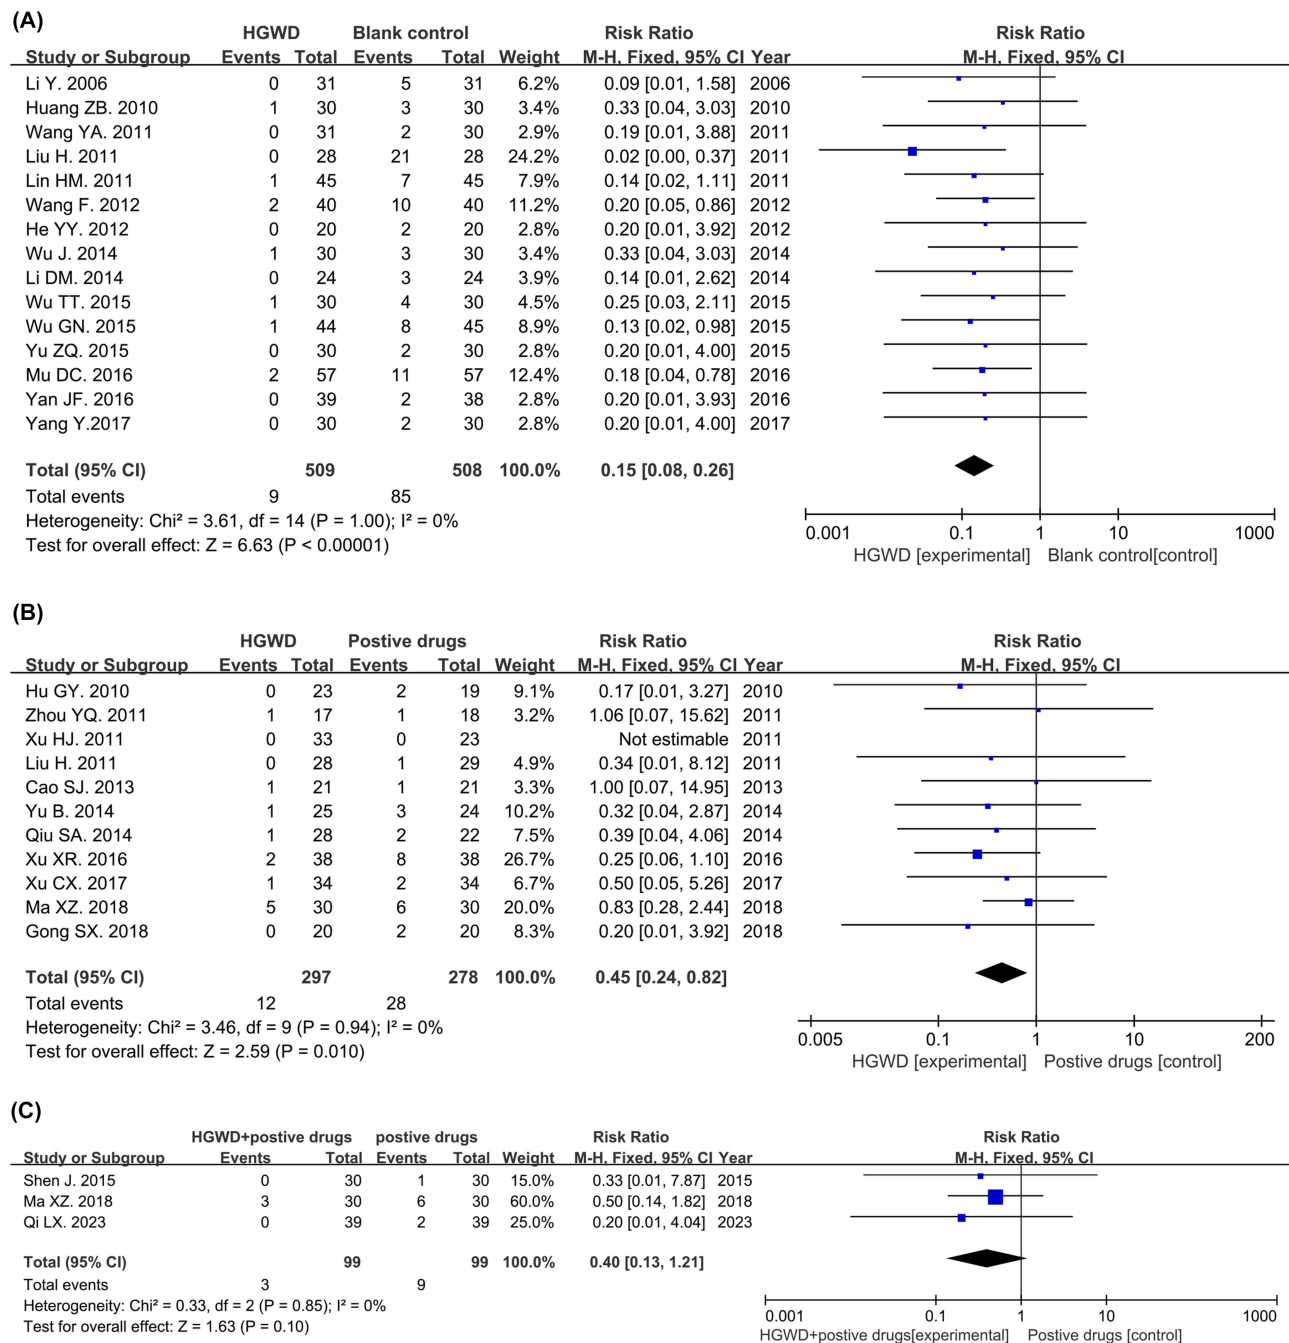 (A)
HGWD Blank control Risk Ratio Risk Ratio
Study or Subgroup Events Total Events Total Weight M-H, Fixed, 95% CI Year M-H, Fixed, 95% CI
Li Y. 2006 0 31 5 31 6.2% 0.09 [0.01, 1.58] 2006
Huang ZB. 2010 1 30 3 30 3.4% 0.33 [0.04, 3.03] 2010
Wang YA. 2011 0 31 2 30 2.9% 0.19 [0.01, 3.88] 2011
Liu H. 2011 0 28 21 28 24.2% 0.02 [0.00, 0.37] 2011
Lin HM. 2011 1 45 7 45 7.9% 0.14 [0.02, 1.11] 2011
Wang F. 2012 2 40 10 40 11.2% 0.20 [0.05, 0.86] 2012
He YY. 2012 0 20 2 20 2.8% 0.20 [0.01, 3.92] 2012
Wu J. 2014 1 30 3 30 3.4% 0.33 [0.04, 3.03] 2014
Li DM. 2014 0 24 3 24 3.9% 0.14 [0.01, 2.62] 2014
Wu TT. 2015 1 30 4 30 4.5% 0.25 [0.03, 2.11] 2015
Wu GN. 2015 1 44 8 45 8.9% 0.13 [0.02, 0.98] 2015
Yu ZQ. 2015 0 30 2 30 2.8% 0.20 [0.01, 4.00] 2015
Mu DC. 2016 2 57 11 57 12.4% 0.18 [0.04, 0.78] 2016
Yan JF. 2016 0 39 2 38 2.8% 0.20 [0.01, 3.93] 2016
Yang Y.2017 0 30 2 30 2.8% 0.20 [0.01, 4.00] 2017
Total (95% CI) 509 508 100.0% 0.15 [0.08, 0.26]
Total events 9 85
Heterogeneity: Chi² = 3.61, df = 14 (P = 1.00); I² = 0%
Test for overall effect: Z = 6.63 (P < 0.00001)
0.001 0.1 1 10 1000
HGWD [experimental] Blank control[control]
(B)
HGWD Postive drugs Risk Ratio Risk Ratio
Study or Subgroup Events Total Events Total Weight M-H, Fixed, 95% CI Year M-H, Fixed, 95% CI
Hu GY. 2010 0 23 2 19 9.1% 0.17 [0.01, 3.27] 2010
Zhou YQ. 2011 1 17 1 18 3.2% 1.06 [0.07, 15.62] 2011
Xu HJ. 2011 0 33 0 23 Not estimable 2011
Liu H. 2011 0 28 1 29 4.9% 0.34 [0.01, 8.12] 2011
Cao SJ. 2013 1 21 1 21 3.3% 1.00 [0.07, 14.95] 2013
Yu B. 2014 1 25 3 24 10.2% 0.32 [0.04, 2.87] 2014
Qiu SA. 2014 1 28 2 22 7.5% 0.39 [0.04, 4.06] 2014
Xu XR. 2016 2 38 8 38 26.7% 0.25 [0.06, 1.10] 2016
Xu CX. 2017 1 34 2 34 6.7% 0.50 [0.05, 5.26] 2017
Ma XZ. 2018 5 30 6 30 20.0% 0.83 [0.28, 2.44] 2018
Gong SX. 2018 0 20 2 20 8.3% 0.20 [0.01, 3.92] 2018
Total (95% CI) 297 278 100.0% 0.45 [0.24, 0.82]
Total events 12 28
Heterogeneity: Chi² = 3.46, df = 9 (P = 0.94); I² = 0%
Test for overall effect: Z = 2.59 (P = 0.010)
0.005 0.1 1 10 200
HGWD [experimental] Postive drugs [control]
(C)
HGWD+postive drugs postive drugs Risk Ratio Risk Ratio
Study or Subgroup Events Total Events Total Weight M-H, Fixed, 95% CI Year M-H, Fixed, 95% CI
Shen J. 2015 0 30 1 30 15.0% 0.33 [0.01, 7.87] 2015
Ma XZ. 2018 3 30 6 30 60.0% 0.50 [0.14, 1.82] 2018
Qi LX. 2023 0 39 2 39 25.0% 0.20 [0.01, 4.04] 2023
Total (95% CI) 99 99 100.0% 0.40 [0.13, 1.21]
Total events 3 9
Heterogeneity: Chi² = 0.33, df = 2 (P = 0.85); I² = 0%
Test for overall effect: Z = 1.63 (P = 0.10)
0.001 0.1 1 10 1000
HGWD+postive drugs[experimental] Postive drugs [control]